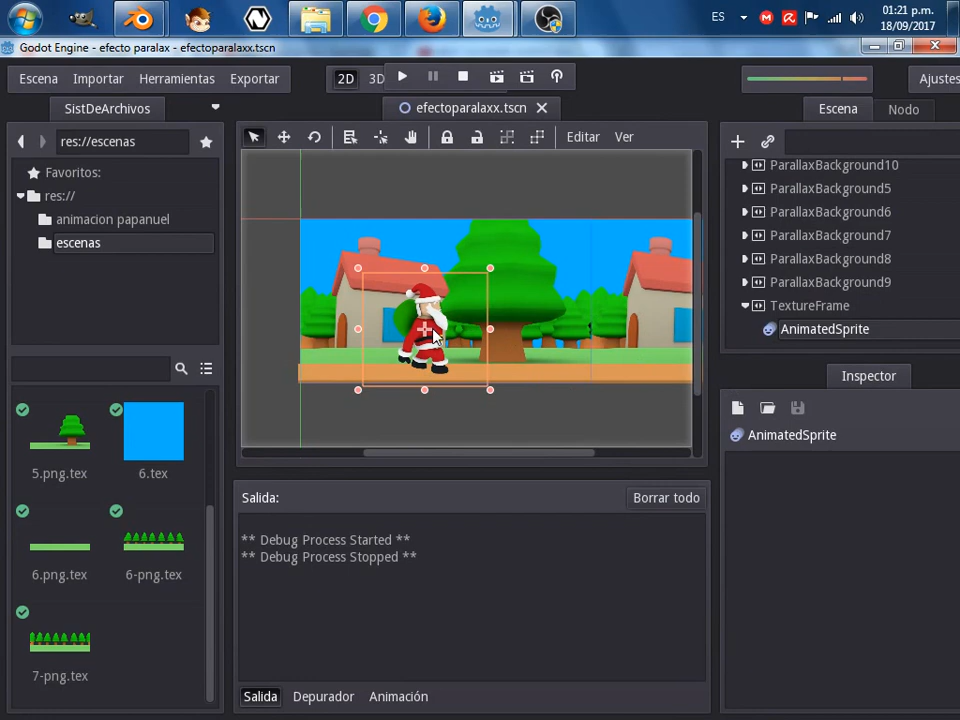 ES
01:21 p.m.
18/09/2017
Godot Engine - efecto paralax - efectoparalaxx.tscn
Escena Importar Herramientas Exportar 2D 3D Ajustes
SistDeArchivos
efectoparalaxx.tscn
Escena Nodo
res://escenas
Editar Ver
Favoritos:
res://
animacion papanuel
escenas
ParallaxBackground10
ParallaxBackground5
ParallaxBackground6
ParallaxBackground7
ParallaxBackground8
ParallaxBackground9
TextureFrame
AnimatedSprite
Inspector
AnimatedSprite
5.png.tex
6.tex
6.png.tex
6-png.tex
7-png.tex
Salida:
Borrar todo
** Debug Process Started **
** Debug Process Stopped **
Salida Depurador Animación